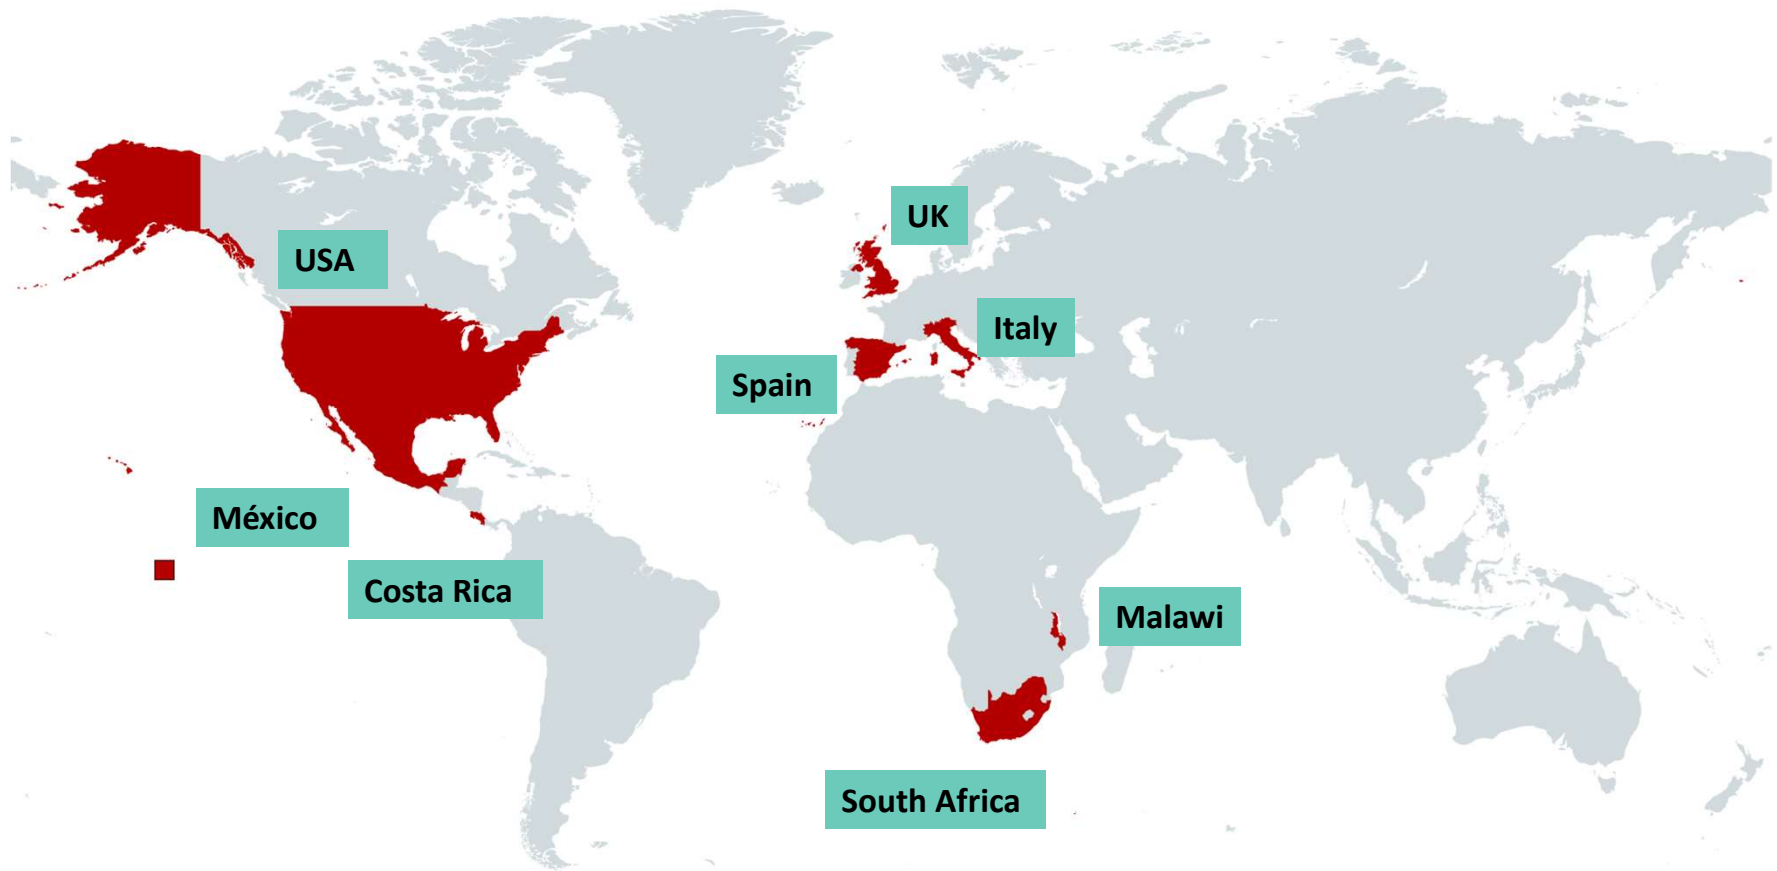 UK
USA
Italy
Spain
México
Costa Rica
Malawi
South Africa